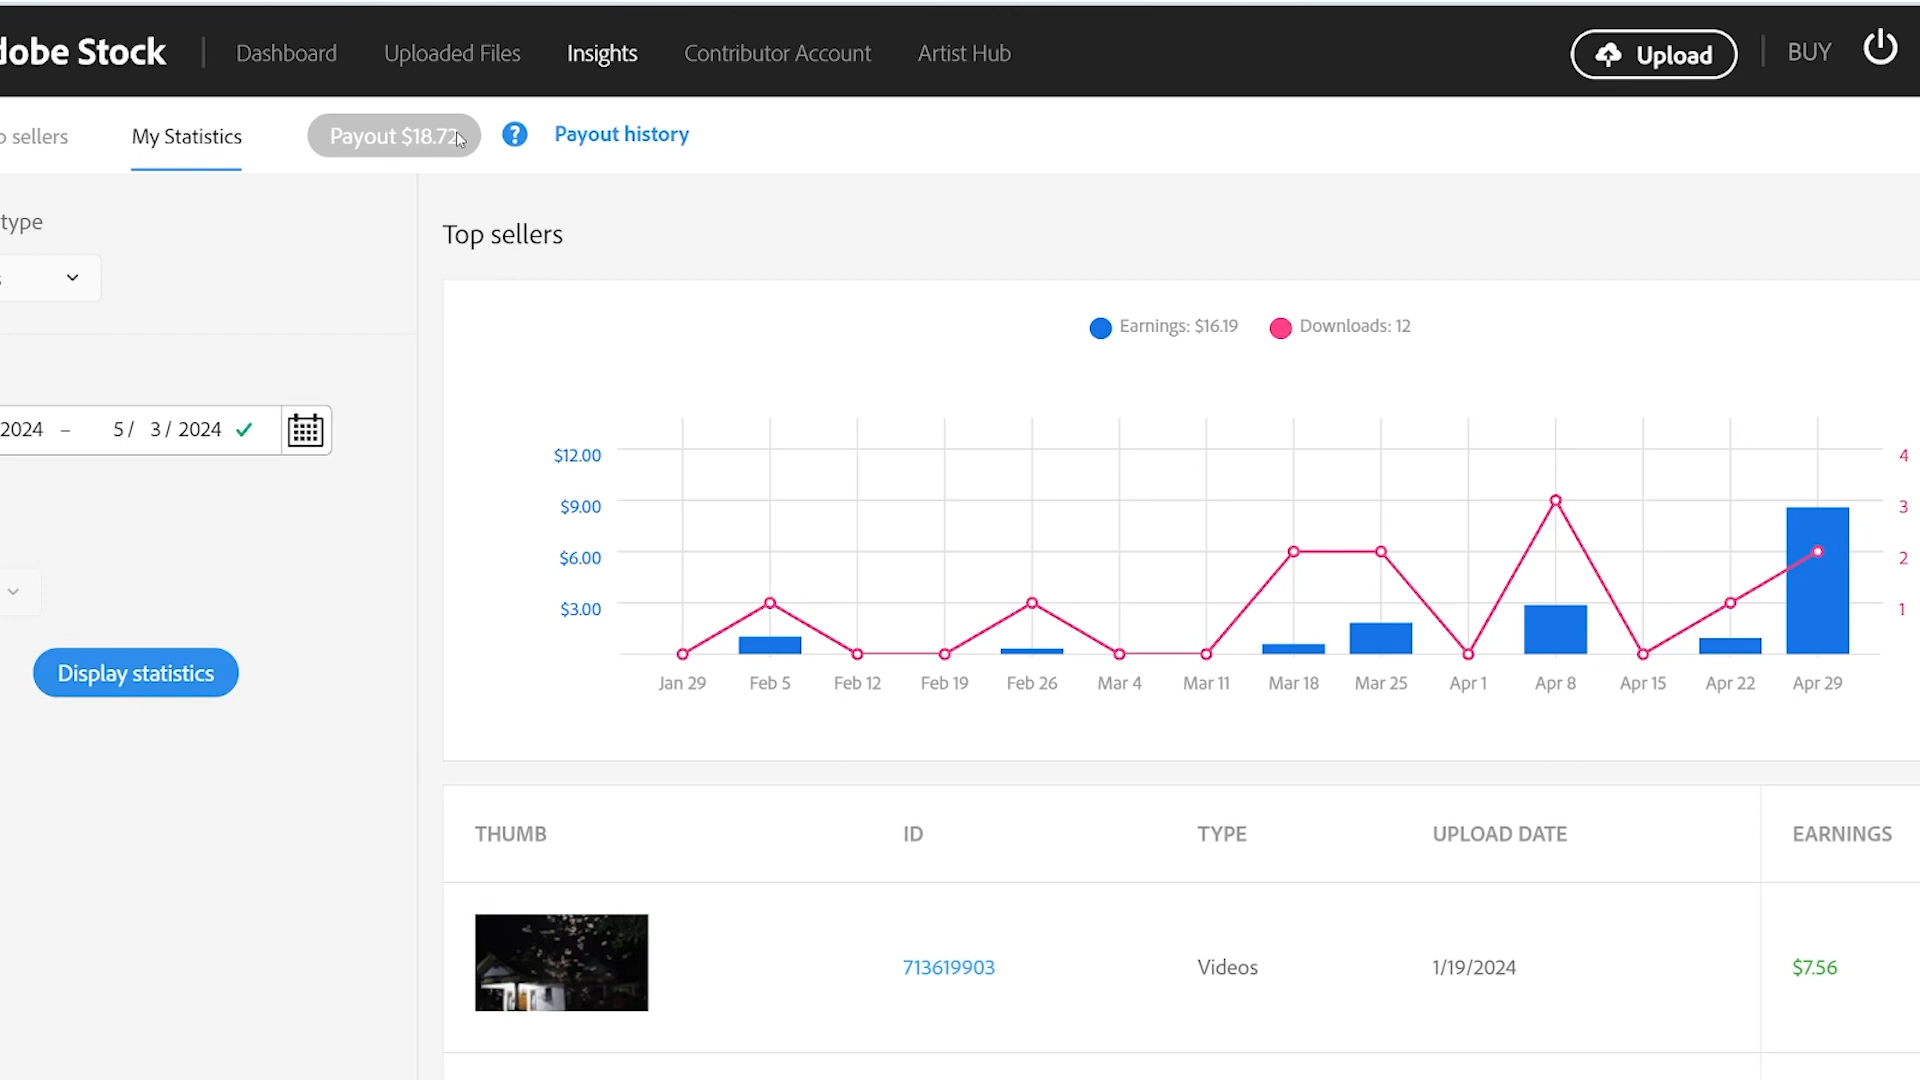 dobe Stock
Dashboard
Uploaded Files
Insights
Contributor Account
Artist Hub
Upload
BUY
p sellers
My Statistics
Payout $18.72
?
Payout history
type
s
2024 – 5/ 3/ 2024
Display statistics
Top sellers
Earnings: $16.19
Downloads: 12
$12.00 4
$9.00 3
$6.00 2
$3.00 1
Jan 29 Feb 5 Feb 12 Feb 19 Feb 26 Mar 4 Mar 11 Mar 18 Mar 25 Apr 1 Apr 8 Apr 15 Apr 22 Apr 29
THUMB ID TYPE UPLOAD DATE EARNINGS
713619903 Videos 1/19/2024 $7.56